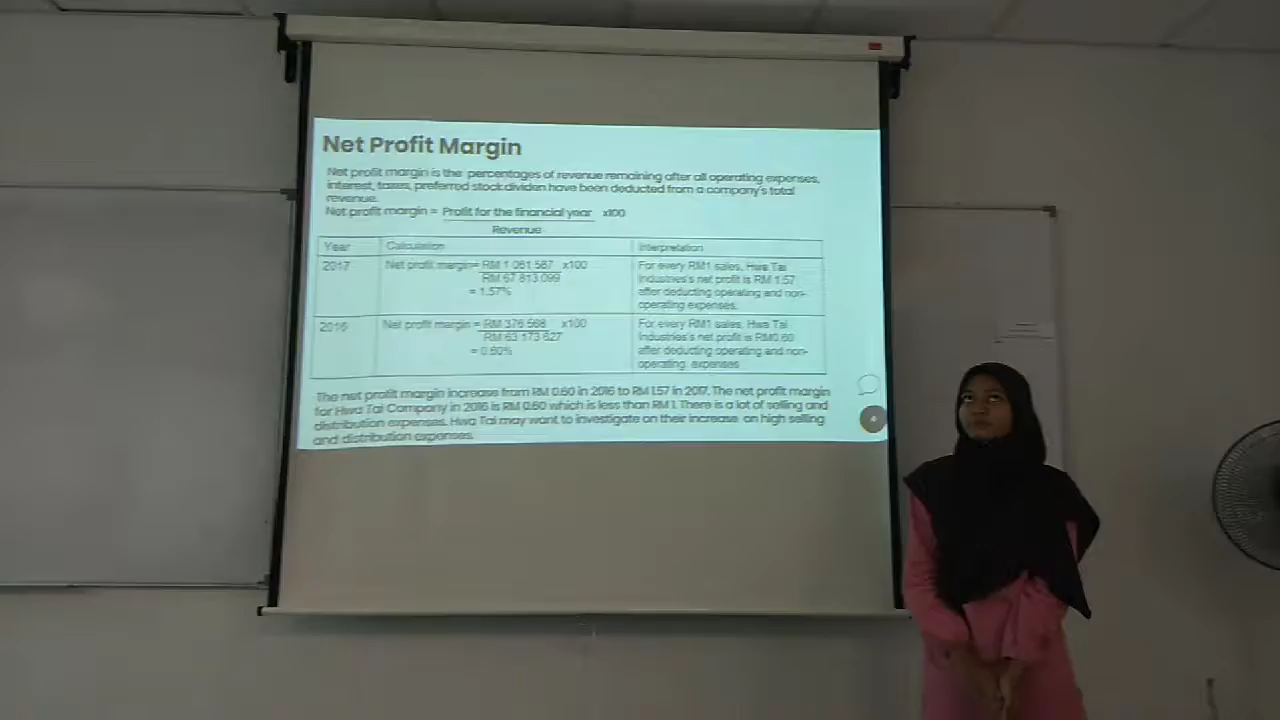 Net Profit Margin
Net profit margin is the percentages of revenue remaining after all operating expenses,
interest, taxes, preferred stock dividen have been deducted from a company's total
revenue.
Net profit margin = Profit for the financial year x100
Revenue
Year Calculation Interpretation
2017 Net profit margin= RM 1 061 567 x100
RM 67 813 099
= 1.57%
For every RM1 sales, Hwa Tai
Industries's net profit is RM 1.57
after deducting operating and non-
operating expenses.
2016 Net profit margin = RM 376 568 x100
RM 63 173 627
= 0.60%
For every RM1 sales, Hwa Tai
Industries's net profit is RM0.60
after deducting operating and non-
operating expenses
The net profit margin increase from RM 0.60 in 2016 to RM 1.57 in 2017. The net profit margin
for Hwa Tai Company in 2016 is RM 0.60 which is less than RM 1. There is a lot of selling and
distribution expenses. Hwa Tai may want to investigate on their increase on high selling
and distribution expenses.